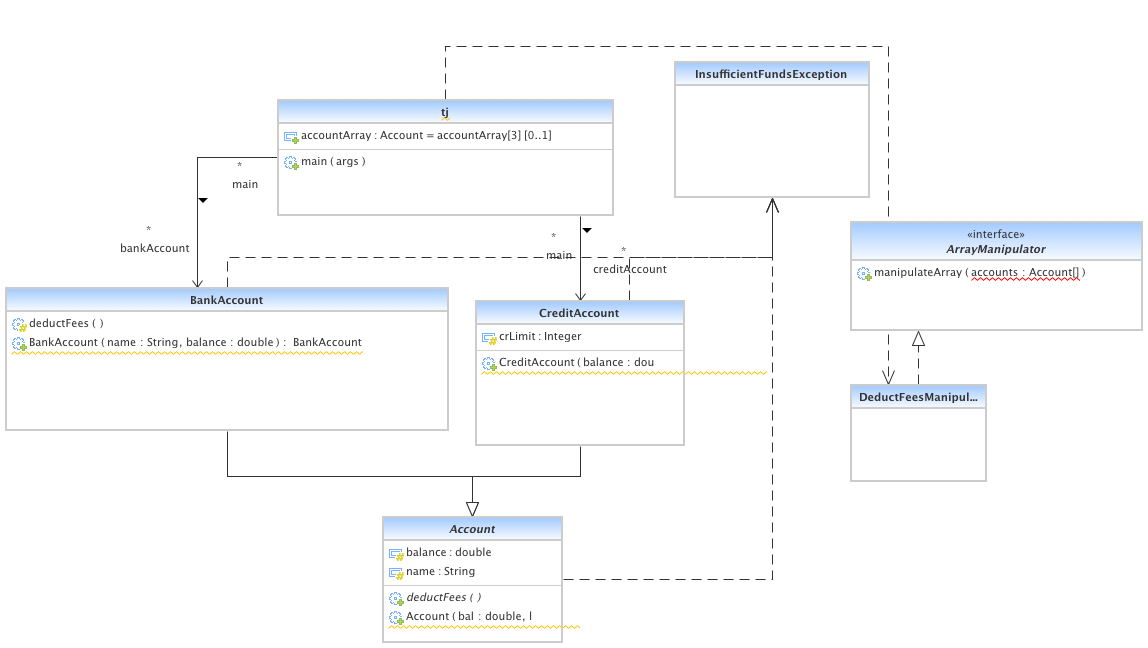 InsufficientFundsException
tj
accountArray : Account = accountArray[3] [0..1]
main ( args )
*
main
*
bankAccount
*
main
*
creditAccount
«interface»
ArrayManipulator
manipulateArray ( accounts : Account[] )
BankAccount
deductFees ( )
BankAccount ( name : String, balance : double ) : BankAccount
CreditAccount
crLimit : Integer
CreditAccount ( balance : dou
DeductFeesManipul...
Account
balance : double
name : String
deductFees ( )
Account ( bal : double, l